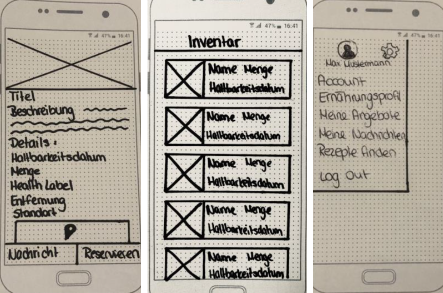 47% 16:41
Titel
Beschreibung
Details:
Haltbarkeitsdatum
Menge
Health Label
Entfernung
Standort
Nachricht Reservieren
47% 16:41
Inventar
Name Menge
Haltbarkeitsdatum
Name Menge
Haltbarkeitsdatum
Name Menge
Haltbarkeitsdatum
Name Menge
Haltbarkeitsdatum
Name Menge
Haltbarkeitsdatum
47% 16:41
Max Mustermann
Account
Ernährungsprofil
Meine Angebote
Meine Nachrichten
Rezepte finden
Log Out